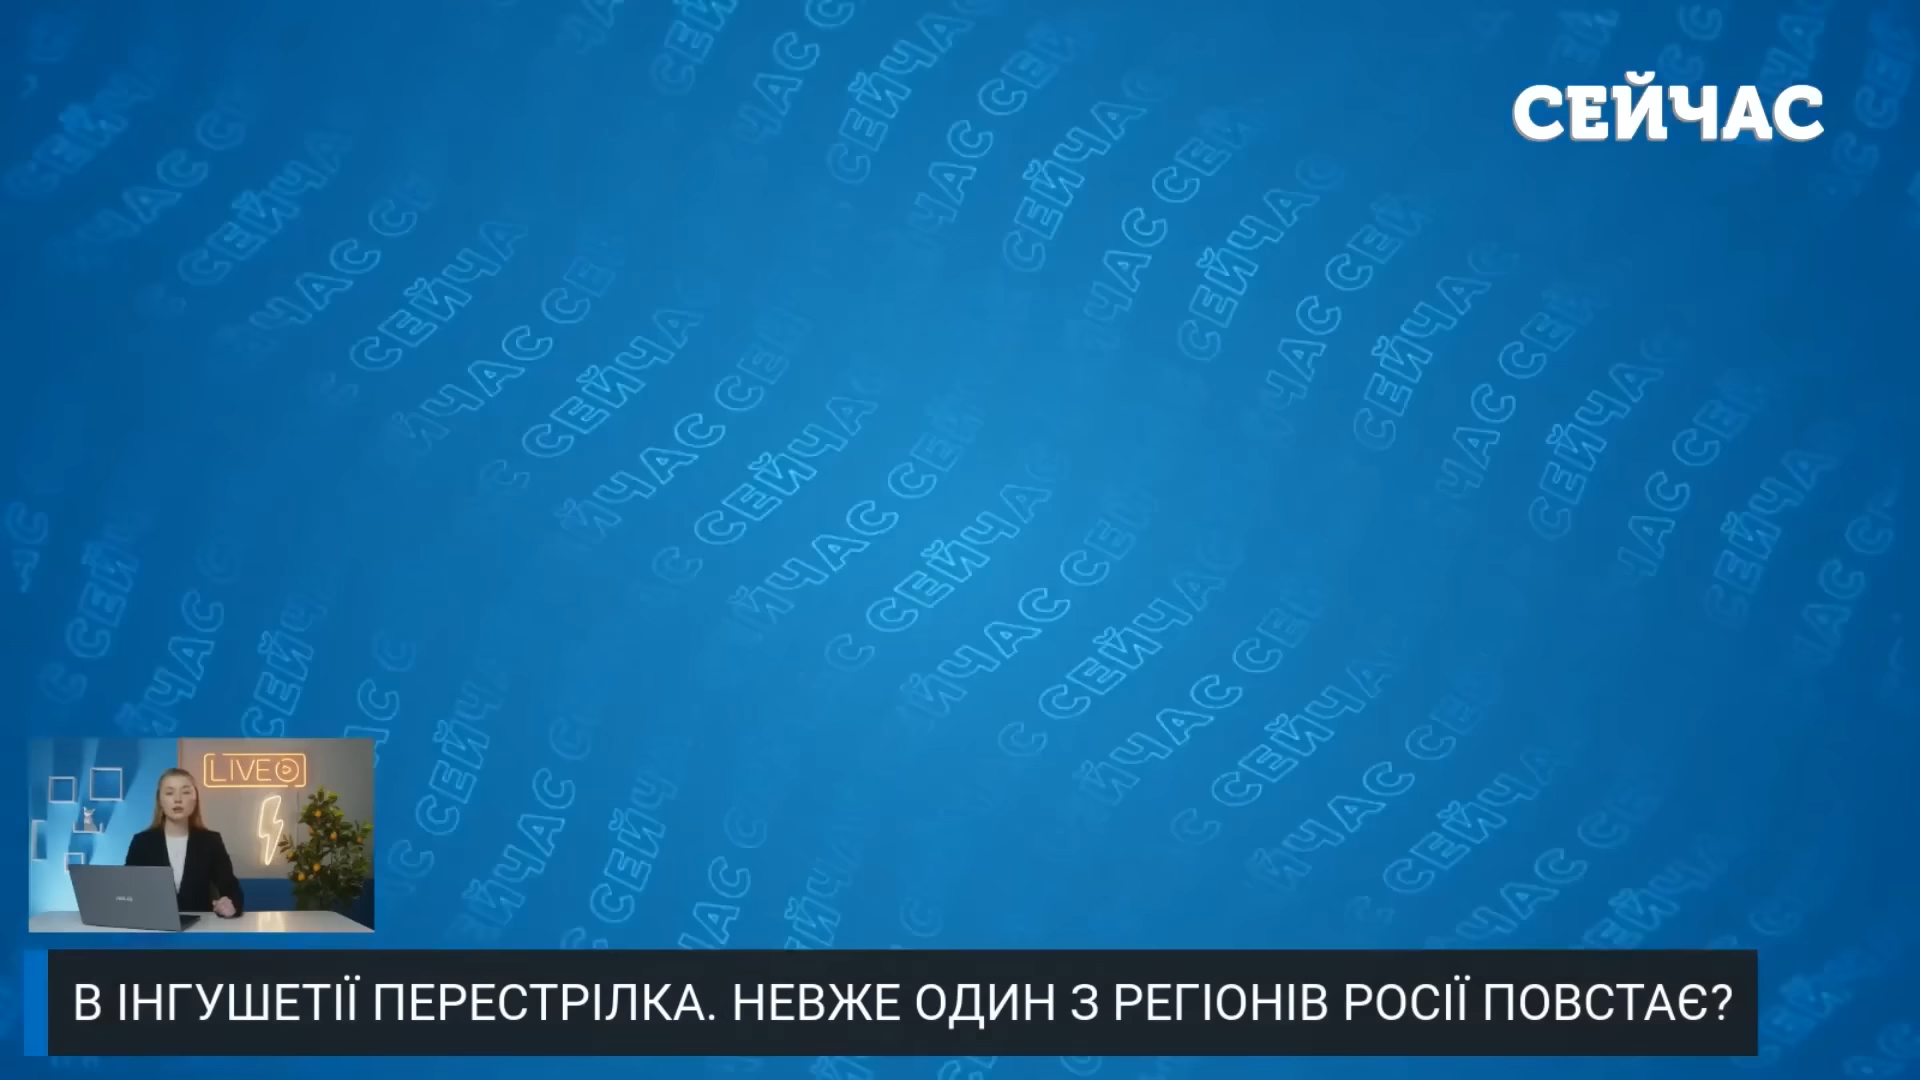 СЕЙЧАС
LIVE
В ІНГУШЕТІЇ ПЕРЕСТРІЛКА. НЕВЖЕ ОДИН З РЕГІОНІВ РОСІЇ ПОВСТАЄ?